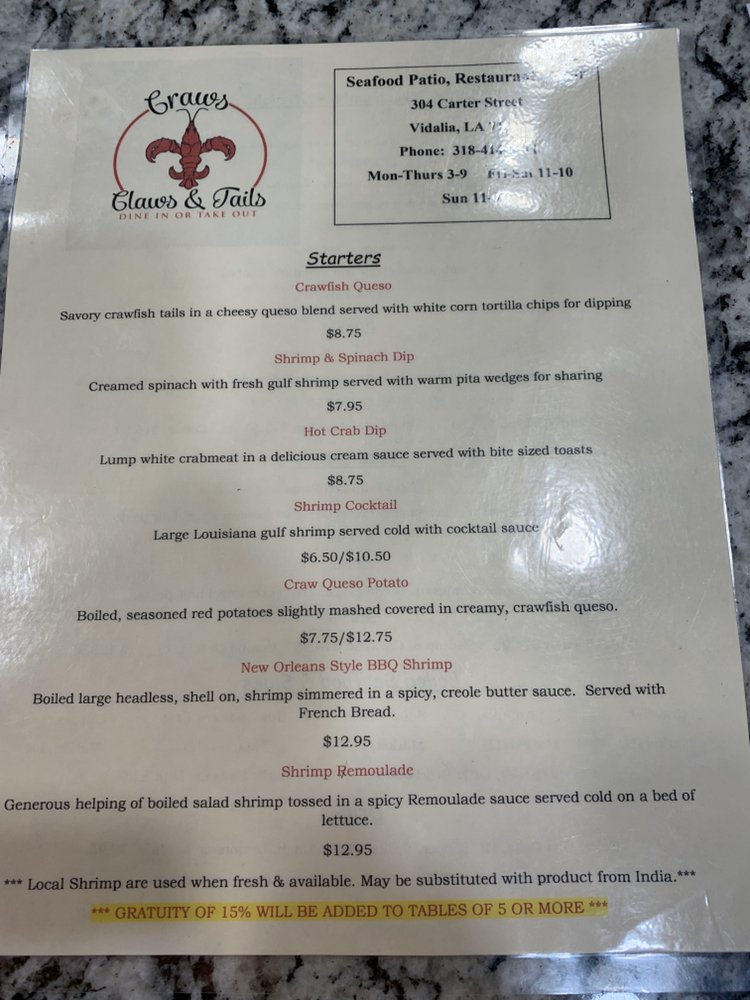 Craws
Claws & Tails
DINE IN OR TAKE OUT
Seafood Patio,
304 Carter Street
Vidalia, LA
Phone: 318-
Mon-Thurs 3-9 Fri-Sat 11-10
Sun
Starters
Crawfish Queso
Savory crawfish tails in a cheesy queso blend served with white corn tortilla chips for dipping
$8.75
Shrimp & Spinach Dip
Creamed spinach with fresh gulf shrimp served with warm pita wedges for sharing
$7.95
Hot Crab Dip
Lump white crabmeat in a delicious cream sauce served with bite sized toasts
$8.75
Shrimp Cocktail
Large Louisiana gulf shrimp served cold with cocktail sauce
$6.50/$10.50
Craw Queso Potato
Boiled, seasoned red potatoes slightly mashed covered in creamy, crawfish queso.
$7.75/$12.75
New Orleans Style BBQ Shrimp
Boiled large headless, shell on, shrimp simmered in a spicy, creole butter sauce. Served with
French Bread.
$12.95
Shrimp Remoulade
Generous helping of boiled salad shrimp tossed in a spicy Remoulade sauce served cold on a bed of
lettuce.
$12.95
*** Local Shrimp are used when fresh & available. May be substituted with product from India.***
*** GRATUITY OF 15% WILL BE ADDED TO TABLES OF 5 OR MORE ***